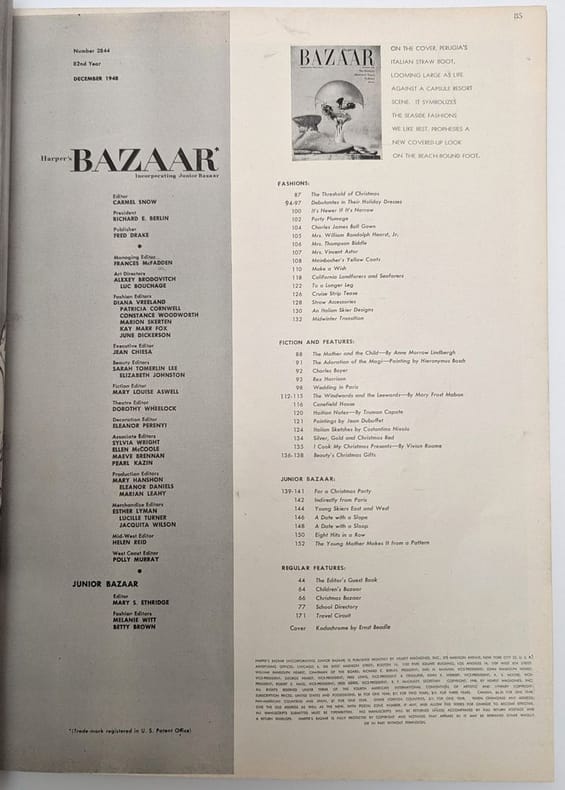 85
Number 2844
82nd Year
DECEMBER 1948
Harper's BAZAAR*
Incorporating Junior Bazaar
Editor
CARMEL SNOW
President
RICHARD E. BERLIN
Publisher
FRED DRAKE
Managing Editor
FRANCES McFADDEN
Art Directors
ALEXEY BRODOVITCH
LUC BOUCHAGE
Fashion Editors
DIANA VREELAND
PATRICIA CORNWELL
CONSTANCE WOODWORTH
MARION SKERTEN
KAY MARR FOX
JUNE DICKERSON
Executive Editor
JEAN CHIESA
Beauty Editors
SARAH TOMERLIN LEE
ELIZABETH JOHNSTON
Fiction Editor
MARY LOUISE ASWELL
Theatre Editor
DOROTHY WHEELOCK
Decoration Editor
ELEANOR PERENYI
Associate Editors
SYLVIA WRIGHT
ELLEN McCOOLE
MAEVE BRENNAN
PEARL KAZIN
Production Editors
MARY HANSHON
ELEANOR DANIELS
MARIAN LEAHY
Merchandise Editors
ESTHER LYMAN
LUCILLE TURNER
JACQUITA WILSON
Mid-West Editor
HELEN REID
West Coast Editor
POLLY MURRAY
JUNIOR BAZAAR
Editor
MARY S. ETHRIDGE
Fashion Editors
MELANIE WITT
BETTY BROWN
*(Trade-mark registered in U. S. Patent Office)
BAZAAR
ON THE COVER, PERUGIA'S
ITALIAN STRAW BOOT,
LOOMING LARGE AS LIFE
AGAINST A CAPSULE RESORT
SCENE. IT SYMBOLIZES
THE SEASIDE FASHIONS
WE LIKE BEST, PROPHESIES A
NEW COVERED-UP LOOK
ON THE BEACH-BOUND FOOT.
FASHIONS:
87 The Threshold of Christmas
94-97 Debutantes in Their Holiday Dresses
100 It's Newer If It's Narrow
102 Party Plumage
104 Charles James Ball Gown
105 Mrs. William Randolph Hearst, Jr.
106 Mrs. Thompson Biddle
107 Mrs. Vincent Astor
108 Mainbocher's Yellow Coats
110 Make a Wish
118 California Landfarers and Seafarers
122 To a Longer Leg
126 Cruise Strip Tease
128 Straw Accessories
130 An Italian Skier Designs
132 Midwinter Transition
FICTION AND FEATURES:
88 The Mother and the Child—By Anne Morrow Lindbergh
91 The Adoration of the Magi—Painting by Hieronymus Bosch
92 Charles Boyer
93 Rex Harrison
98 Wedding in Paris
112-115 The Windwards and the Leewards—By Mary Frost Mabon
116 Canefield House
120 Haitian Notes—By Truman Capote
121 Paintings by Jean Dubuffet
124 Italian Sketches by Costantino Nivola
134 Silver, Gold and Christmas Red
135 I Cook My Christmas Presents—By Vivian Roome
136-138 Beauty's Christmas Gifts
JUNIOR BAZAAR:
139-141 For a Christmas Party
142 Indirectly from Paris
144 Young Skiers East and West
146 A Date with a Slope
148 A Date with a Sloop
150 Eight Hits in a Row
152 The Young Mother Makes It from a Pattern
REGULAR FEATURES:
44 The Editor's Guest Book
64 Children's Bazaar
66 Christmas Bazaar
77 School Directory
171 Travel Circuit
Cover Kodachrome by Ernst Beadle